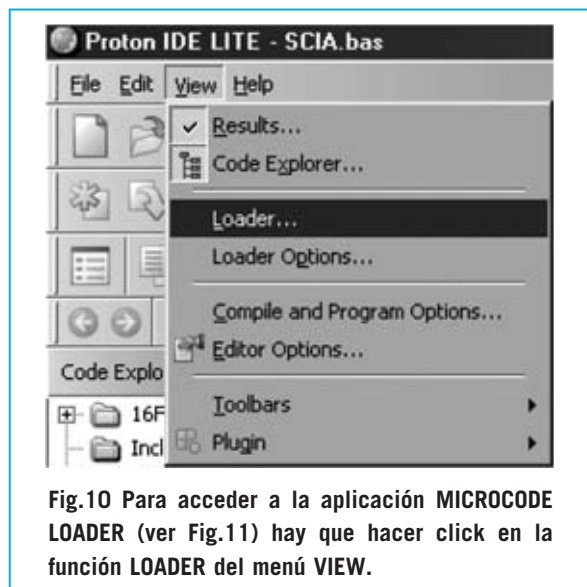 Proton IDE LITE - SCIA.bas
File Edit View Help
Results...
Code Explorer...
Loader...
Loader Options...
Compile and Program Options...
Editor Options...
Code Explo
Toolbars
16F
Plugin
Incl
Fig.10 Para acceder a la aplicación MICROCODE
LOADER (ver Fig.11) hay que hacer click en la
función LOADER del menú VIEW.